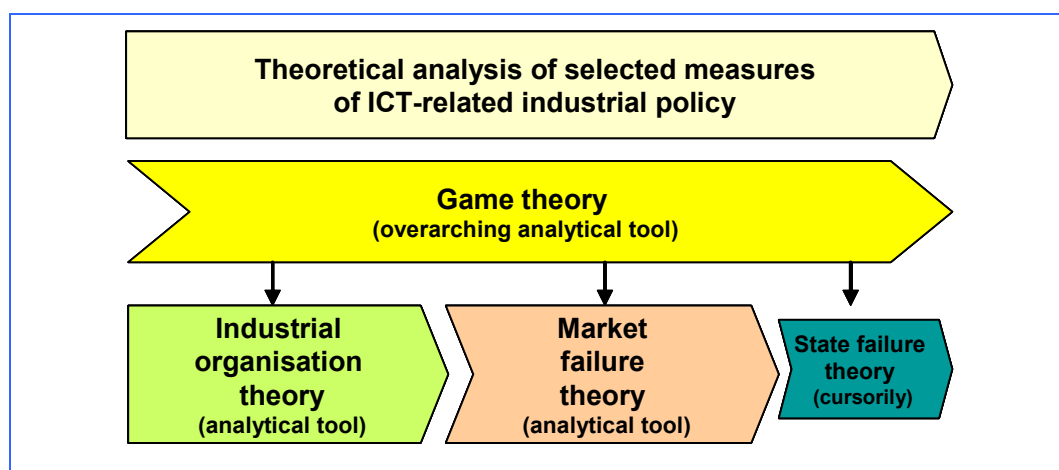 Theoretical analysis of selected measures
of ICT-related industrial policy
Game theory
(overarching analytical tool)
Industrial
organisation
theory
(analytical tool)
Market
failure
theory
(analytical tool)
State failure
theory
(cursorily)